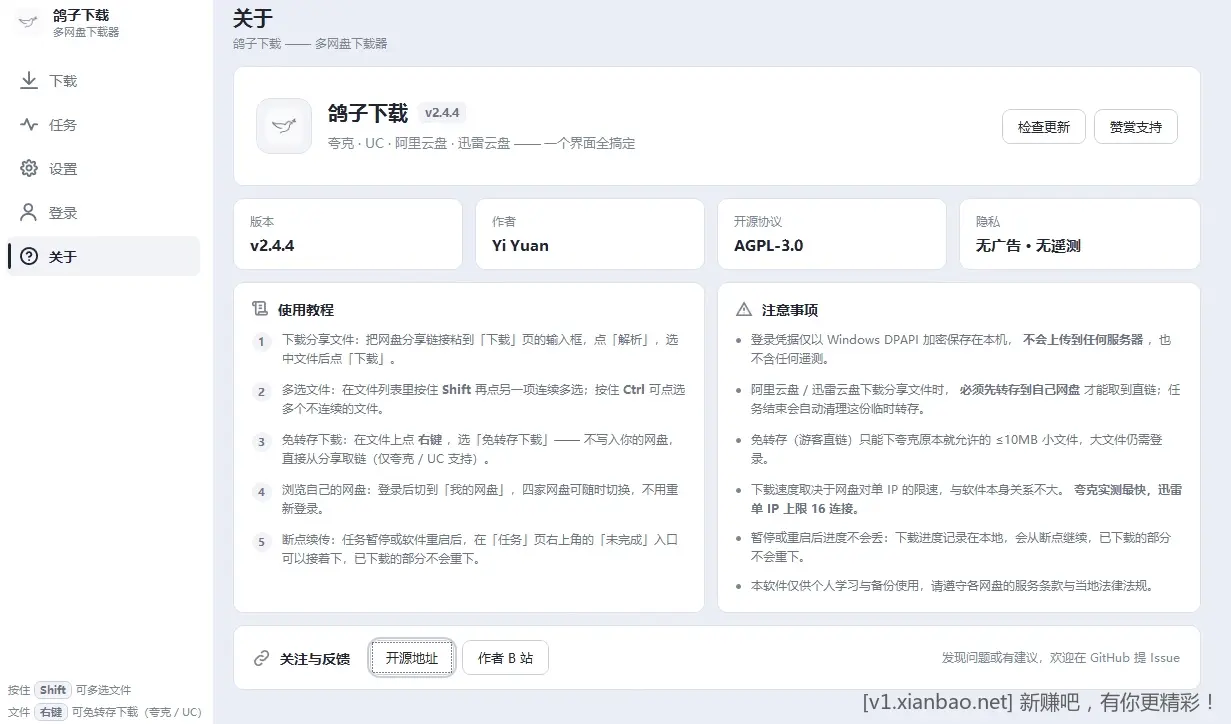 鸽子下载
多网盘下载器
下载
任务
设置
登录
关于
按住 Shift 可多选文件
文件 右键 可免转存下载（夸克 / UC）
关于
鸽子下载 —— 多网盘下载器
鸽子下载 v2.4.4
夸克 · UC · 阿里云盘 · 迅雷云盘 —— 一个界面全搞定
检查更新
赞赏支持
版本
v2.4.4
作者
Yi Yuan
开源协议
AGPL-3.0
隐私
无广告 • 无遥测
使用教程
1 下载分享文件：把网盘分享链接粘到「下载」页的输入框，点「解析」，选
中文件后点「下载」。
2 多选文件：在文件列表里按住 Shift 再点另一项连续多选；按住 Ctrl 可点选
多个不连续的文件。
3 免转存下载：在文件上点 右键 ，选「免转存下载」—— 不写入你的网盘，
直接从分享取链（仅夸克 / UC 支持）。
4 浏览自己的网盘：登录后切到「我的网盘」，四家网盘可随时切换，不用重
新登录。
5 断点续传：任务暂停或软件重启后，在「任务」页右上角的「未完成」入口
可以接着下，已下载的部分不会重下。
注意事项
• 登录凭据仅以 Windows DPAPI 加密保存在本机， 不会上传到任何服务器 ，也
不含任何遥测。
• 阿里云盘 / 迅雷云盘下载分享文件时， 必须先转存到自己网盘 才能取到直链；任
务结束会自动清理这份临时转存。
• 免转存（游客直链）只能下夸克原本就允许的 ≤10MB 小文件，大文件仍需登
录。
• 下载速度取决于网盘对单 IP 的限速，与软件本身关系不大。 夸克实测最快，迅雷
单 IP 上限 16 连接。
• 暂停或重启后进度不会丢：下载进度记录在本地，会从断点继续，已下载的部分
不会重下。
• 本软件仅供个人学习与备份使用，请遵守各网盘的服务条款与当地法律法规。
关注与反馈
开源地址
作者 B 站
发现问题或有建议，欢迎在 GitHub 提 Issue
[v1.xianbao.net] 新赚吧，有你更精彩！